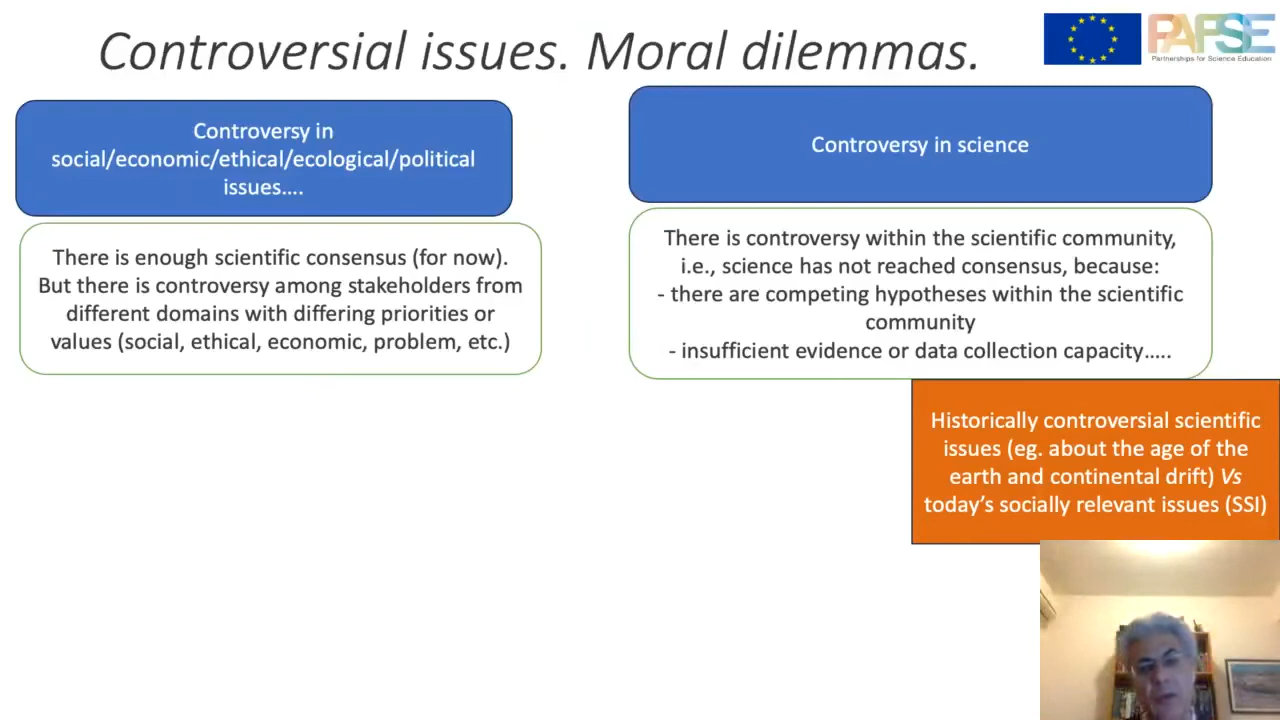 Controversial issues. Moral dilemmas.
PAFSE
Partnerships for Science Education
Controversy in
social/economic/ethical/ecological/political
issues....
Controversy in science
There is enough scientific consensus (for now).
But there is controversy among stakeholders from
different domains with differing priorities or
values (social, ethical, economic, problem, etc.)
There is controversy within the scientific community,
i.e., science has not reached consensus, because:
- there are competing hypotheses within the scientific
community
- insufficient evidence or data collection capacity.....
Historically controversial scientific
issues (eg. about the age of the
earth and continental drift) Vs
today's socially relevant issues (SSI)